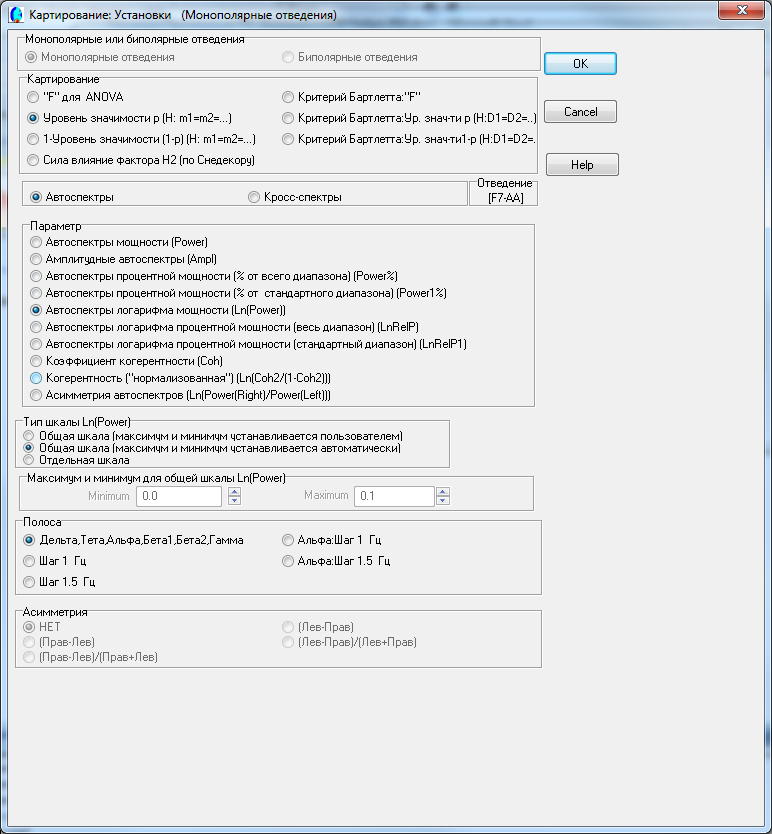 Картирование: Установки (Монополярные отведения)
Монополярные или биполярные отведения
Монополярные отведения
Биполярные отведения
OK
Картирование
"F" для ANOVA
Критерий Бартлетта:"F"
Уровень значимости p (H: m1=m2=...)
Критерий Бартлетта:Ур. знач-ти p (H:D1=D2=..)
Cancel
1-Уровень значимости (1-p) (H: m1=m2=...)
Критерий Бартлетта:Ур. знач-ти1-p (H:D1=D2=.
Сила влияние фактора H2 (по Снедекору)
Help
Автоспектры
Кросс-спектры
Отведение
[F7-AA]
Параметр
Автоспектры мощности (Power)
Амплитудные автоспектры (Ampl)
Автоспектры процентной мощности (% от всего диапазона) (Power%)
Автоспектры процентной мощности (% от стандартного диапазона) (Power1%)
Автоспектры логарифма мощности (Ln(Power))
Автоспектры логарифма процентной мощности (весь диапазон) (LnRelP)
Автоспектры логарифма процентной мощности (стандартный диапазон) (LnRelP1)
Коэффициент когерентности (Coh)
Когерентность ("нормализованная") (Ln(Coh2/(1-Coh2)))
Асимметрия автоспектров (Ln(Power(Right)/Power(Left)))
Тип шкалы Ln(Power)
Общая шкала (максимум и минимум устанавливается пользователем)
Общая шкала (максимум и минимум устанавливается автоматически)
Отдельная шкала
Максимум и минимум для общей шкалы Ln(Power)
Minimum 0.0
Maximum 0.1
Полоса
Дельта,Тета,Альфа,Бета1,Бета2,Гамма
Альфа:Шаг 1 Гц
Шаг 1 Гц
Альфа:Шаг 1.5 Гц
Шаг 1.5 Гц
Асимметрия
НЕТ
(Лев-Прав)
(Прав-Лев)
(Лев-Прав)/(Лев+Прав)
(Прав-Лев)/(Прав+Лев)